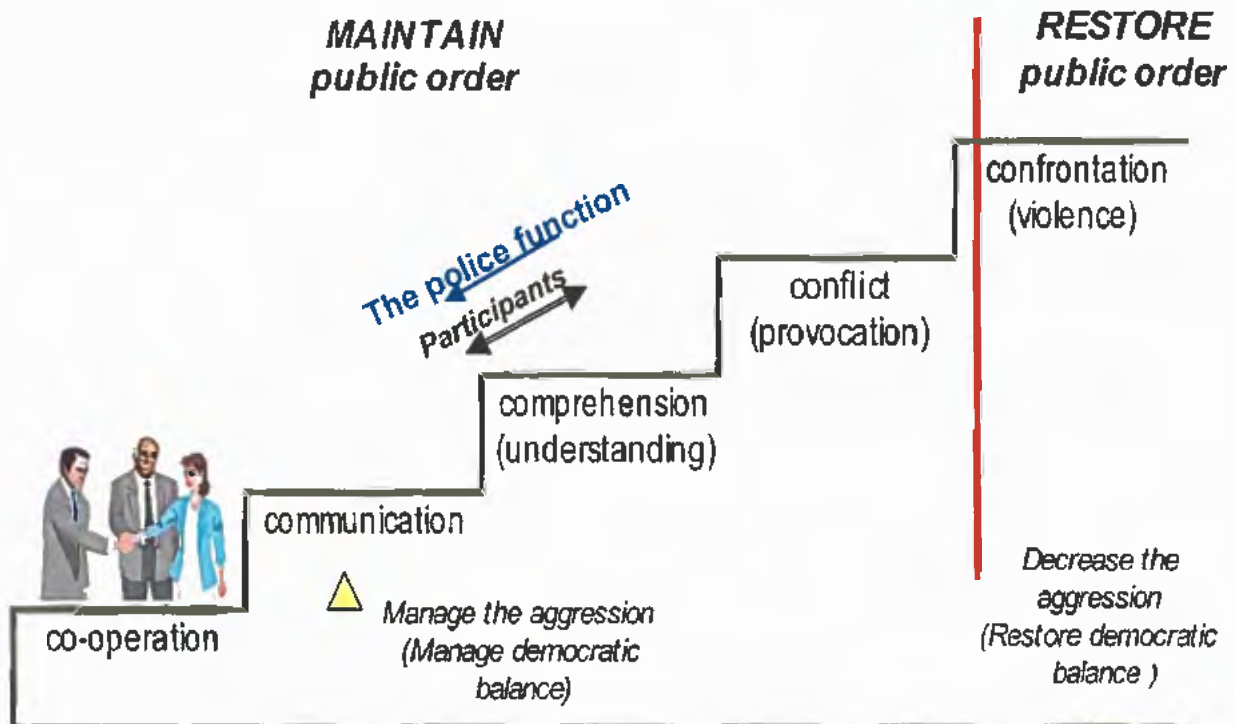 MAINTAIN
public order
RESTORE
public order
confrontation
(violence)
The police function
Participants
conflict
(provocation)
comprehension
(understanding)
communication
co-operation
Manage the aggression
(Manage democratic
balance)
Decrease the
aggression
(Restore democratic
balance )